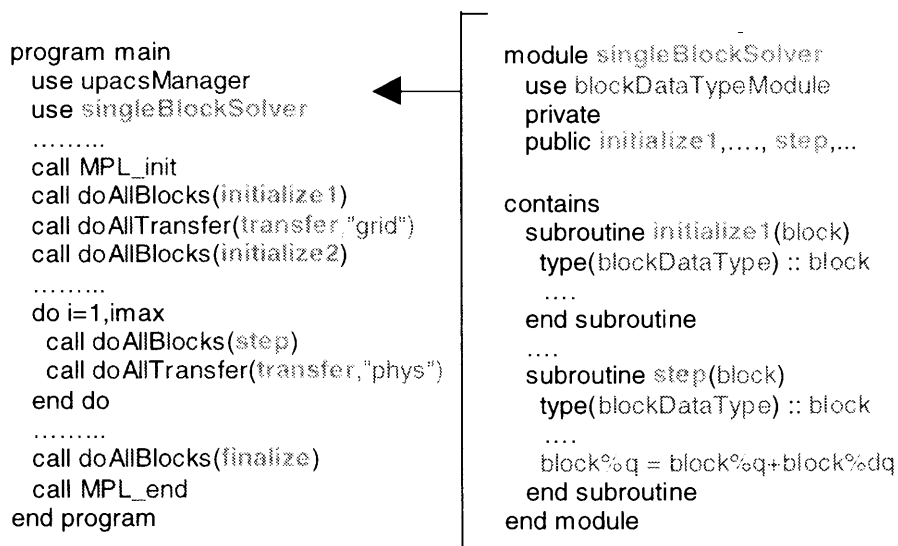 program main
use upacsManager
use singleBlockSolver
………
call MPL_init
call doAllBlocks(initialize1)
call doAllTransfer(transfer,"grid")
call doAllBlocks(initialize2)
………
do i=1,imax
call doAllBlocks(step)
call doAllTransfer(transfer,"phys")
end do
………
call doAllBlocks(finalize)
call MPL_end
end program
module singleBlockSolver
use blockDataTypeModule
private
public initialize1,...., step,...
contains
subroutine initialize1(block)
type(blockDataType) :: block
....
end subroutine
....
subroutine step(block)
type(blockDataType) :: block
....
block%q = block%q+block%dq
end subroutine
end module